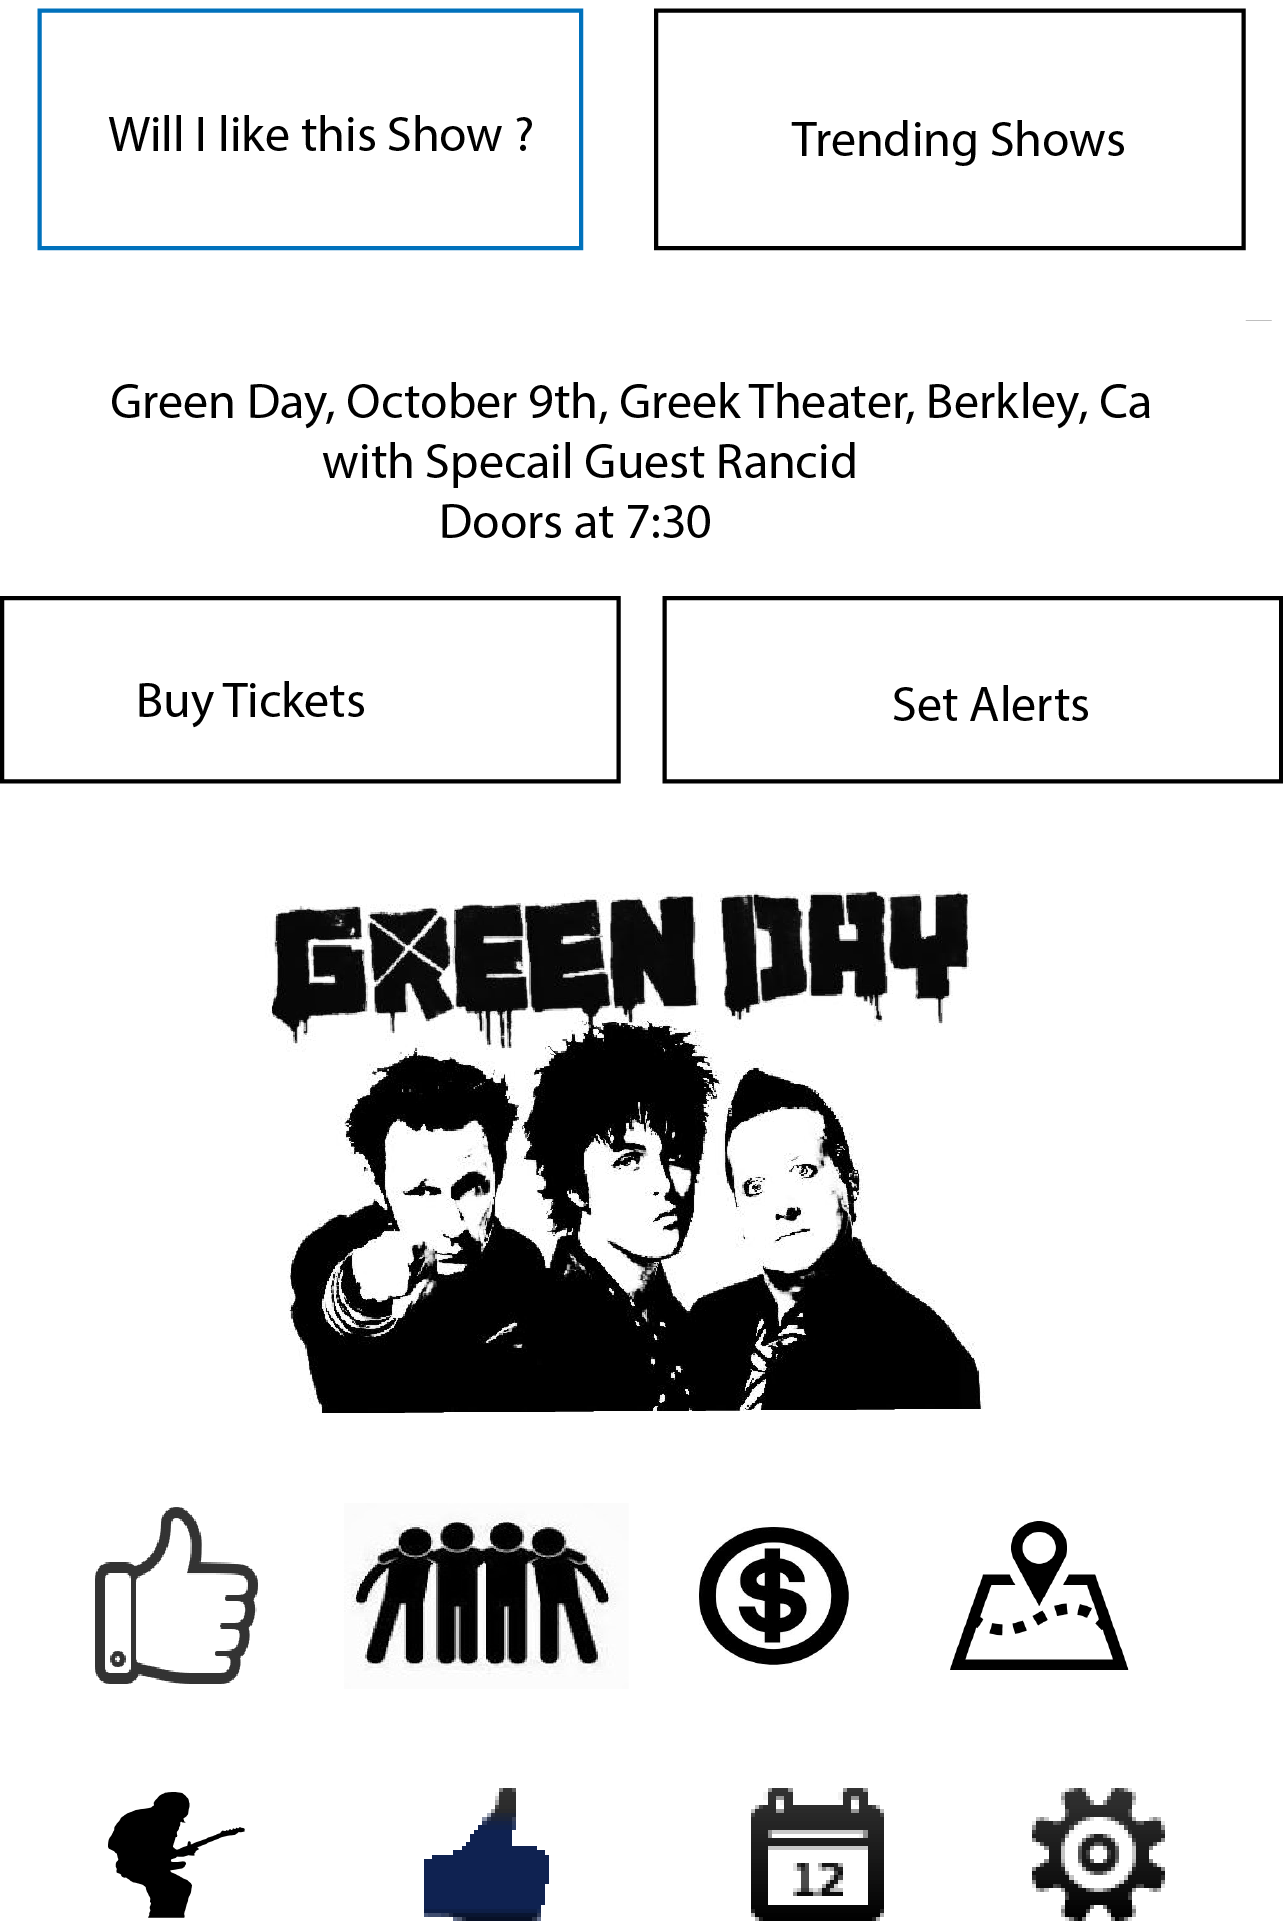 Will I like this Show ?
Trending Shows
Green Day, October 9th, Greek Theater, Berkley, Ca
with Specail Guest Rancid
Doors at 7:30
Buy Tickets
Set Alerts
GREEN DAY
$
12